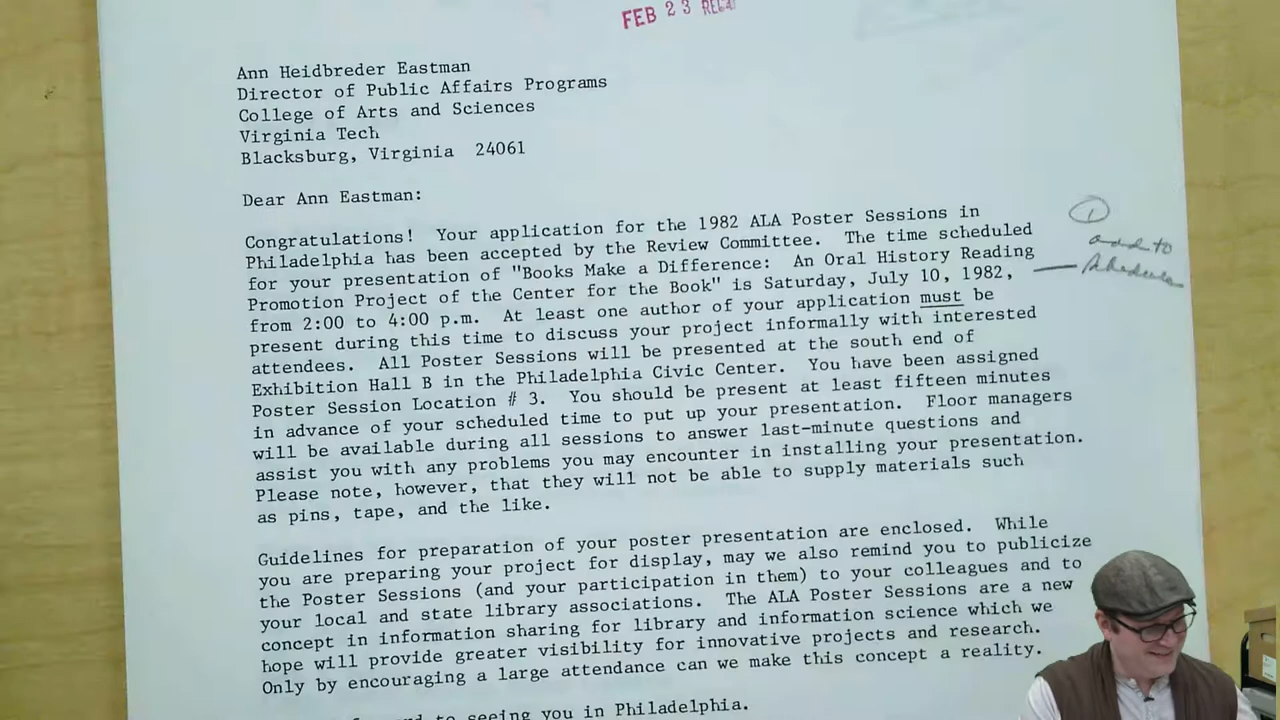 FEB 23 REC'D
Ann Heidbreder Eastman
Director of Public Affairs Programs
College of Arts and Sciences
Virginia Tech
Blacksburg, Virginia  24061
Dear Ann Eastman:
Congratulations!  Your application for the 1982 ALA Poster Sessions in
Philadelphia has been accepted by the Review Committee.  The time scheduled
for your presentation of "Books Make a Difference:  An Oral History Reading
Promotion Project of the Center for the Book" is Saturday, July 10, 1982,
from 2:00 to 4:00 p.m.  At least one author of your application must be
present during this time to discuss your project informally with interested
attendees.  All Poster Sessions will be presented at the south end of
Exhibition Hall B in the Philadelphia Civic Center.  You have been assigned
Poster Session Location # 3.  You should be present at least fifteen minutes
in advance of your scheduled time to put up your presentation.  Floor managers
will be available during all sessions to answer last-minute questions and
assist you with any problems you may encounter in installing your presentation.
Please note, however, that they will not be able to supply materials such
as pins, tape, and the like.
① add to
schedule
Guidelines for preparation of your poster presentation are enclosed.  While
you are preparing your project for display, may we also remind you to publicize
the Poster Sessions (and your participation in them) to your colleagues and to
your local and state library associations.  The ALA Poster Sessions are a new
concept in information sharing for library and information science which we
hope will provide greater visibility for innovative projects and research.
Only by encouraging a large attendance can we make this concept a reality.
to seeing you in Philadelphia.